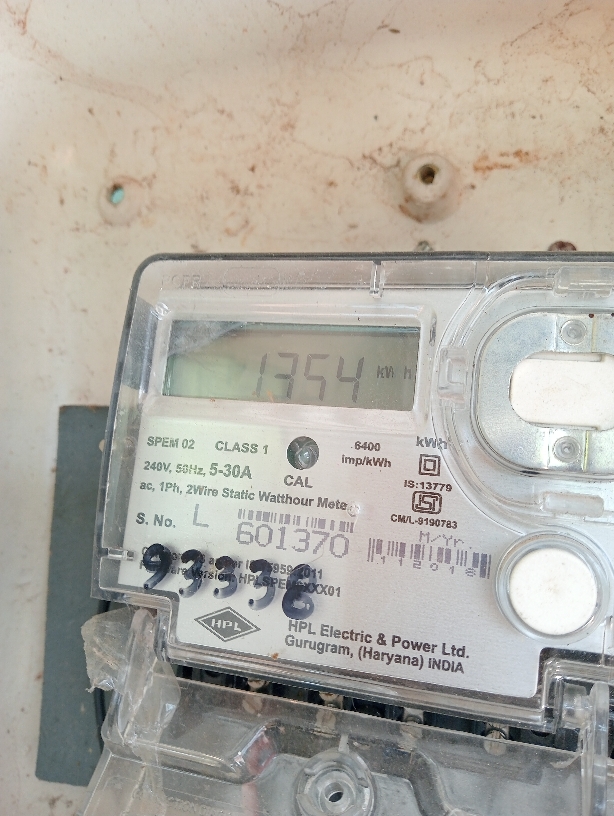 1354 kWh
SPEM 02 CLASS 1 6400 imp/kWh kWh
240V, 50Hz, 5-30A CAL IS:13779
ac, 1Ph, 2Wire Static Watthour Meter
CM/L-9190783
S. No. L 601370 M/Yr
112018
93338
HPL HPL Electric & Power Ltd.
Gurugram, (Haryana) INDIA